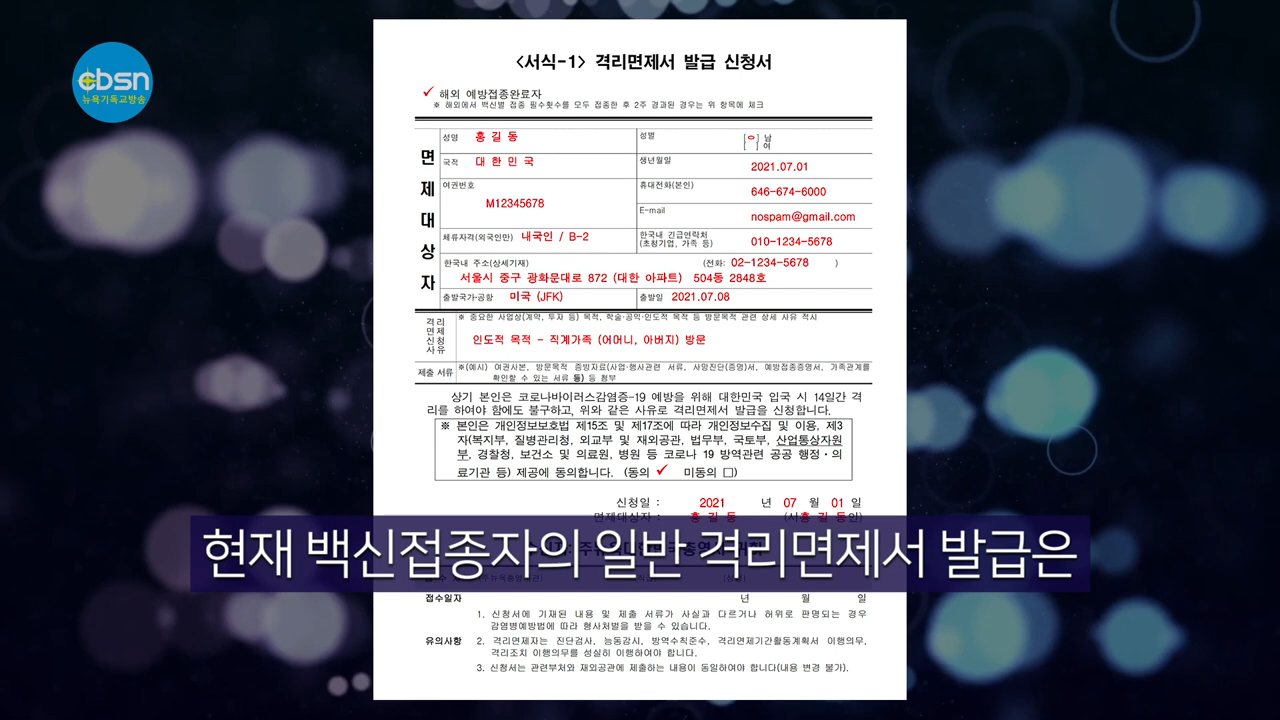 cbsn
뉴욕기독교방송
<서식-1> 격리면제서 발급 신청서
✓ 해외 예방접종완료자
※ 해외에서 백신별 접종 필수횟수를 모두 접종한 후 2주 경과된 경우는 위 항목에 체크
면제대상자
성명 홍 길 동 성별 [ㅇ] 남
[ ] 여
국적 대 한 민 국 생년월일 2021.07.01
여권번호 M12345678 휴대전화(본인) 646-674-6000
E-mail nospam@gmail.com
체류자격(외국인만) 내국인 / B-2 한국내 긴급연락처
(초청기업, 가족 등) 010-1234-5678
한국내 주소(상세기재) (전화: 02-1234-5678 )
서울시 중구 광화문대로 872 (대한 아파트) 504동 2848호
출발국가·공항 미국 (JFK) 출발일 2021.07.08
격리
면제
신청
사유
※ 중요한 사업상(계약, 투자 등) 목적, 학술·공익·인도적 목적 등 방문목적 관련 상세 사유 적시
인도적 목적 - 직계가족 (어머니, 아버지) 방문
제출 서류 ※(예시) 여권사본, 방문목적 증빙자료(사업·행사관련 서류, 사망진단(증명)서, 예방접종증명서, 가족관계를
확인할 수 있는 서류 등) 등 첨부
상기 본인은 코로나바이러스감염증-19 예방을 위해 대한민국 입국 시 14일간 격
리를 하여야 함에도 불구하고, 위와 같은 사유로 격리면제서 발급을 신청합니다.
※ 본인은 개인정보보호법 제15조 및 제17조에 따라 개인정보수집 및 이용, 제3
자(복지부, 질병관리청, 외교부 및 재외공관, 법무부, 국토부, 산업통상자원
부, 경찰청, 보건소 및 의료원, 병원 등 코로나 19 방역관련 공공 행정·의
료기관 등) 제공에 동의합니다. (동의 ✓ 미동의 □)
신청일 : 2021 년 07 월 01 일
면제대상자 : 홍 길 동 (서홍 길 동인)
현재 백신접종자의 일반 격리면제서 발급은
접수일자 년 월 일
유의사항
1. 신청서에 기재된 내용 및 제출 서류가 사실과 다르거나 허위로 판명되는 경우
감염병예방법에 따라 형사처벌을 받을 수 있습니다.
2. 격리면제자는 진단검사, 능동감시, 방역수칙준수, 격리면제기간활동계획서 이행의무,
격리조치 이행의무를 성실히 이행하여야 합니다.
3. 신청서는 관련부처와 재외공관에 제출하는 내용이 동일하여야 합니다(내용 변경 불가).